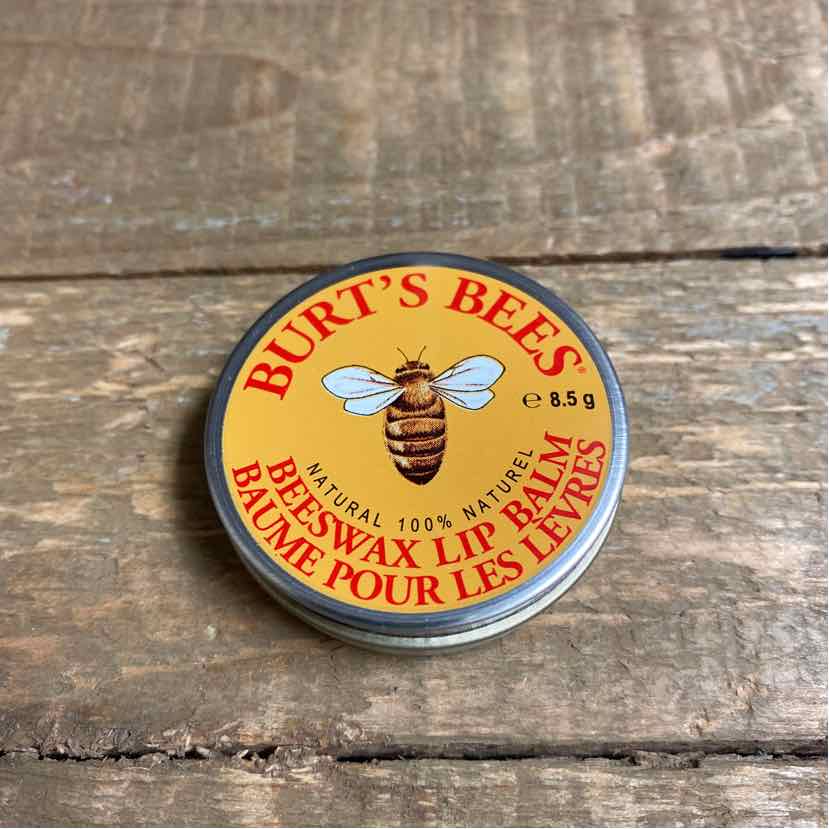 BURT'S BEES®
℮ 8.5 g
NATURAL 100% NATUREL
BEESWAX LIP BALM
BAUME POUR LES LÈVRES